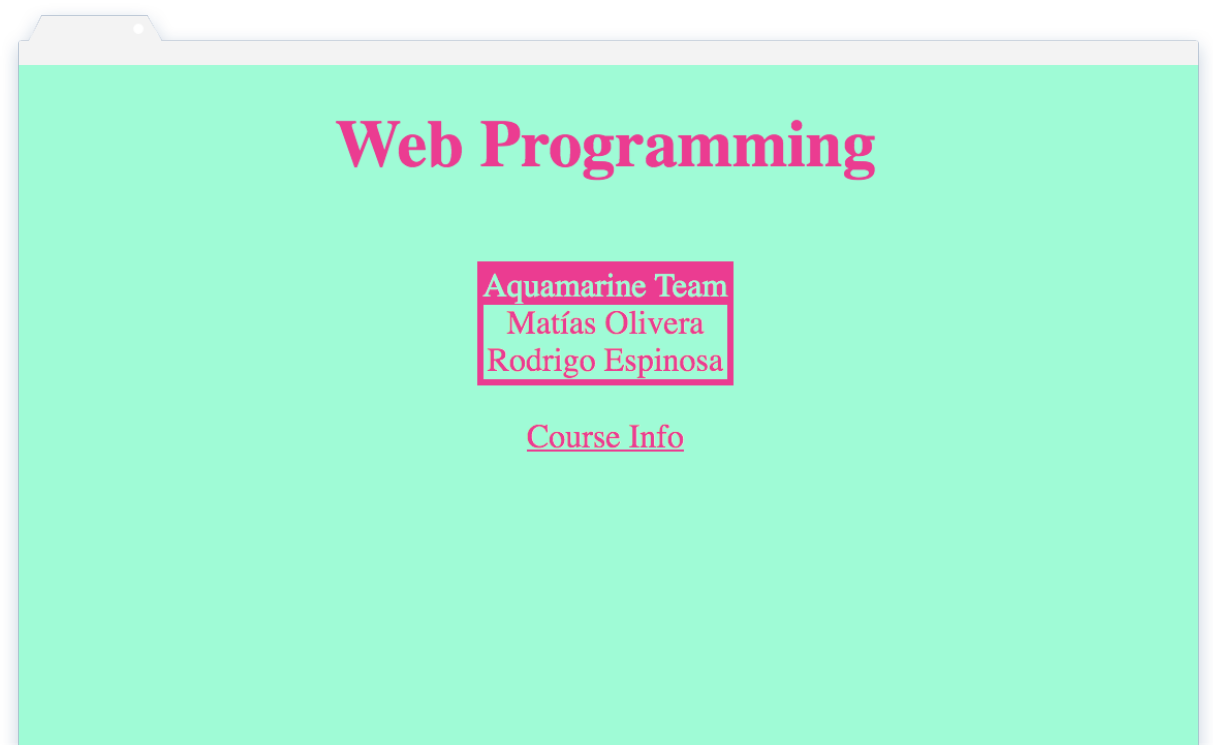 Web Programming
Aquamarine Team
Matías Olivera
Rodrigo Espinosa
Course Info